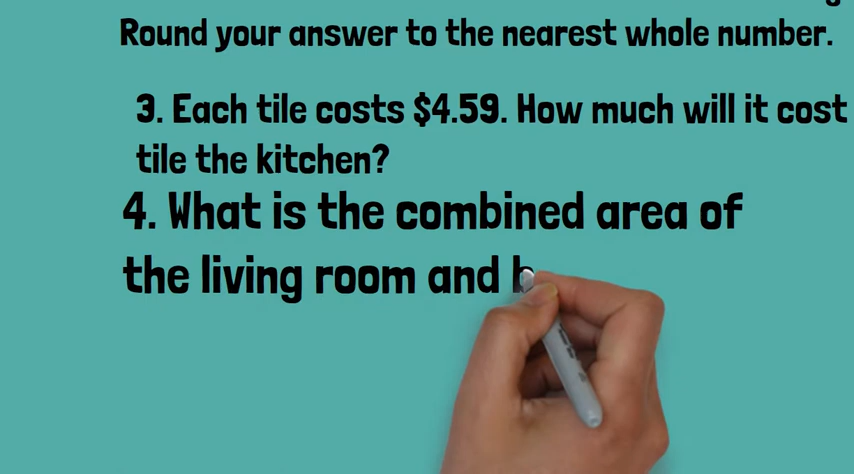 Round your answer to the nearest whole number.
3. Each tile costs $4.59. How much will it cost
tile the kitchen?
4. What is the combined area of
the living room and b